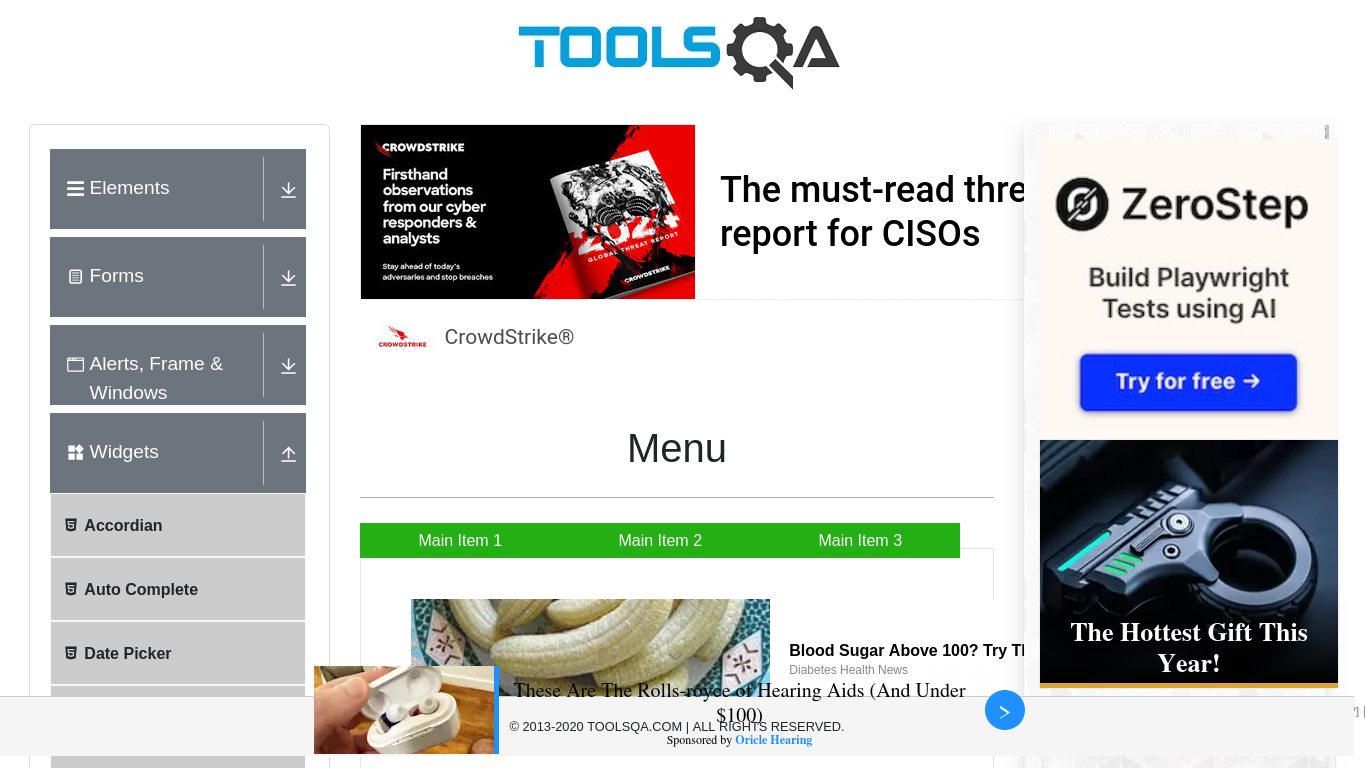 TOOLSQA
Elements
Forms
Alerts, Frame &
Windows
Widgets
Accordian
Auto Complete
Date Picker
CROWDSTRIKE
Firsthand
observations
from our cyber
responders &
analysts
Stay ahead of today's
adversaries and stop breaches
2024
GLOBAL THREAT REPORT
CROWDSTRIKE
The must-read thre
report for CISOs
CROWDSTRIKE
CrowdStrike®
Menu
Main Item 1
Main Item 2
Main Item 3
Blood Sugar Above 100? Try Tl
Diabetes Health News
These Are The Rolls-royce of Hearing Aids (And Under
$100)
© 2013-2020 TOOLSQA.COM | ALL RIGHTS RESERVED.
Sponsored by Oricle Hearing
ZeroStep
Build Playwright
Tests using AI
Try for free →
The Hottest Gift This
Year!